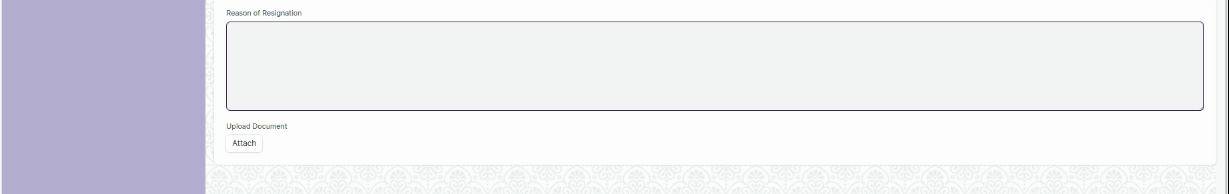 Reason of Resignation
Upload Document
Attach